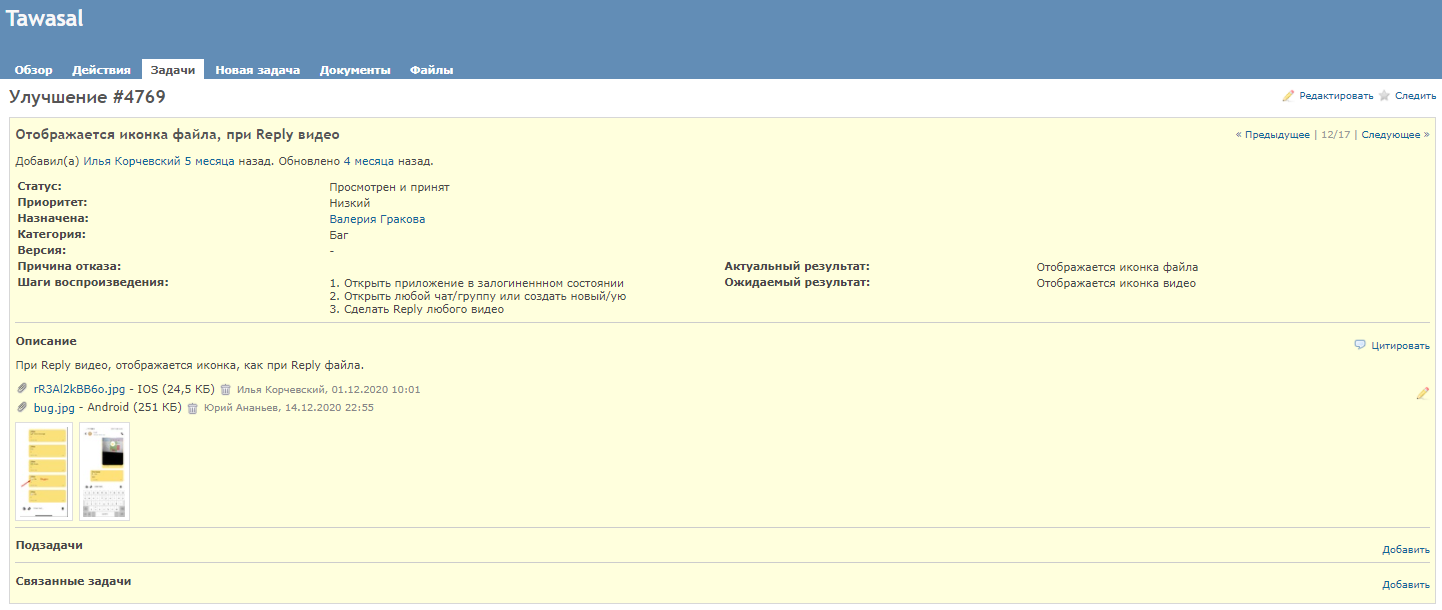 Tawasal
Обзор Действия Задачи Новая задача Документы Файлы
Улучшение #4769 Редактировать Следить
Отображается иконка файла, при Reply видео « Предыдущее | 12/17 | Следующее »
Добавил(а) Илья Корчевский 5 месяца назад. Обновлено 4 месяца назад.
Статус: Просмотрен и принят
Приоритет: Низкий
Назначена: Валерия Гракова
Категория: Баг
Версия: -
Причина отказа: Актуальный результат: Отображается иконка файла
Шаги воспроизведения: 1. Открыть приложение в залогиненнном состоянии Ожидаемый результат: Отображается иконка видео
2. Открыть любой чат/группу или создать новый/ую
3. Сделать Reply любого видео
Описание Цитировать
При Reply видео, отображается иконка, как при Reply файла.
rR3Al2kBB6o.jpg - IOS (24,5 КБ) Илья Корчевский, 01.12.2020 10:01
bug.jpg - Android (251 КБ) Юрий Ананьев, 14.12.2020 22:55
Подзадачи Добавить
Связанные задачи Добавить